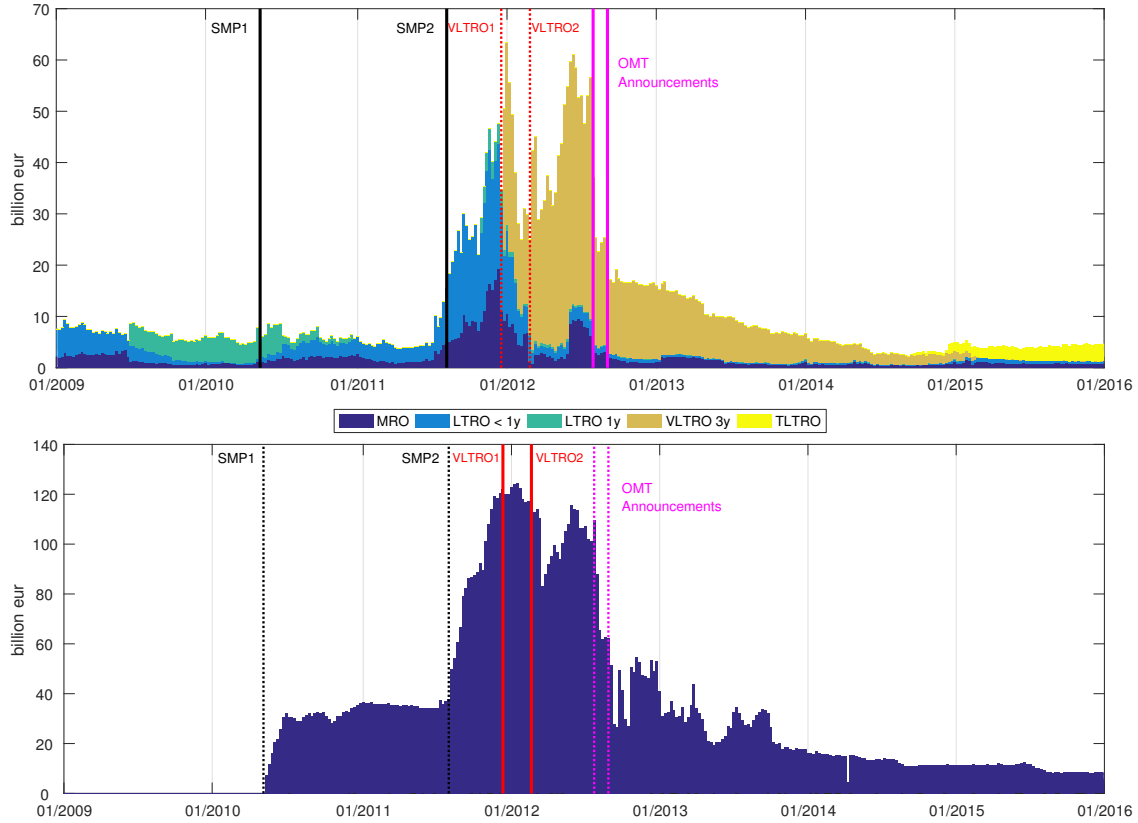 70
60
50
40
30
20
10
0
billion eur
SMP1
SMP2
VLTRO1
VLTRO2
OMT
Announcements
01/2009
01/2010
01/2011
01/2012
01/2013
01/2014
01/2015
01/2016
MRO LTRO < 1y LTRO 1y VLTRO 3y TLTRO
140
120
100
80
60
40
20
0
billion eur
SMP1
SMP2
VLTRO1
VLTRO2
OMT
Announcements
01/2009
01/2010
01/2011
01/2012
01/2013
01/2014
01/2015
01/2016